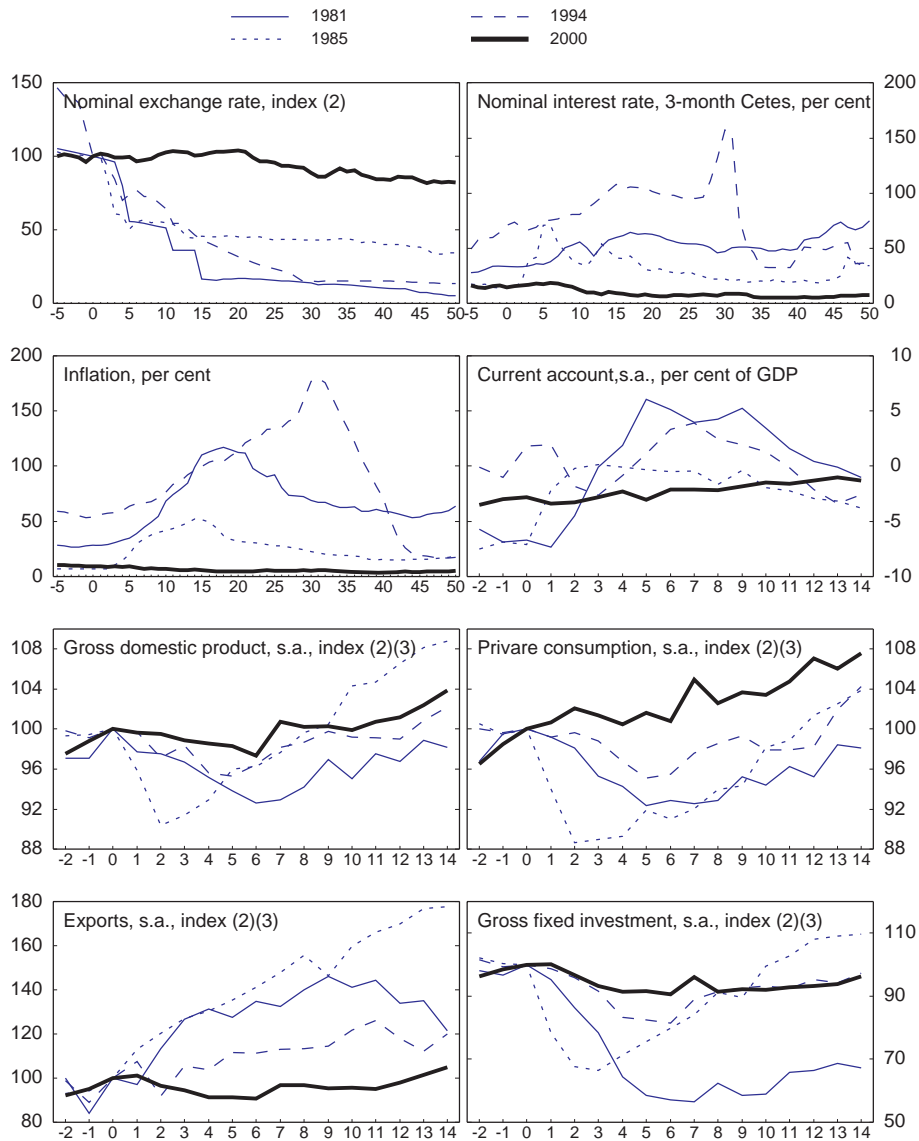 1981 1994
1985 2000
Nominal exchange rate, index (2)
150
100
50
0
-5 0 5 10 15 20 25 30 35 40 45 50
Nominal interest rate, 3-month Cetes, per cent
200
150
100
50
0
-5 0 5 10 15 20 25 30 35 40 45 50
Inflation, per cent
200
150
100
50
0
-5 0 5 10 15 20 25 30 35 40 45 50
Current account,s.a., per cent of GDP
10
5
0
-5
-10
-2 -1 0 1 2 3 4 5 6 7 8 9 10 11 12 13 14
Gross domestic product, s.a., index (2)(3)
108
104
100
96
92
88
-2 -1 0 1 2 3 4 5 6 7 8 9 10 11 12 13 14
Privare consumption, s.a., index (2)(3)
108
104
100
96
92
88
-2 -1 0 1 2 3 4 5 6 7 8 9 10 11 12 13 14
Exports, s.a., index (2)(3)
180
160
140
120
100
80
-2 -1 0 1 2 3 4 5 6 7 8 9 10 11 12 13 14
Gross fixed investment, s.a., index (2)(3)
110
90
70
50
-2 -1 0 1 2 3 4 5 6 7 8 9 10 11 12 13 14